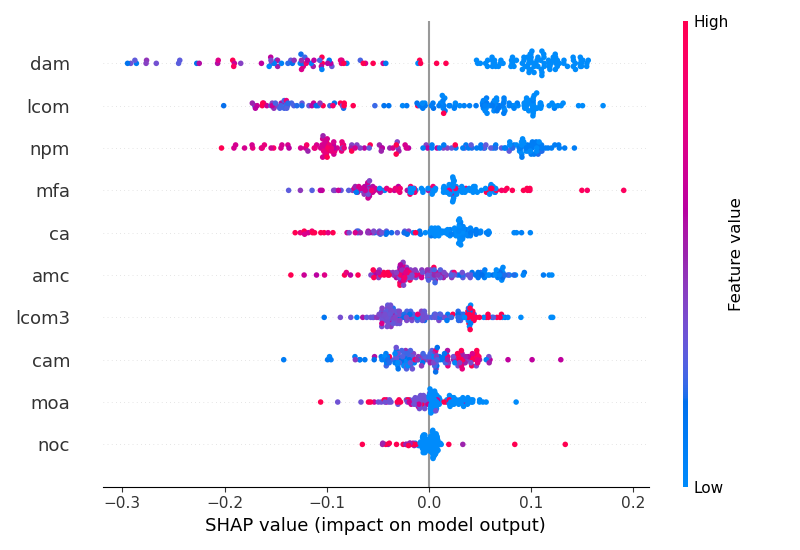 High
dam
lcom
npm
mfa
ca
amc
lcom3
cam
moa
noc
Feature value
Low
−0.3 −0.2 −0.1 0.0 0.1 0.2
SHAP value (impact on model output)